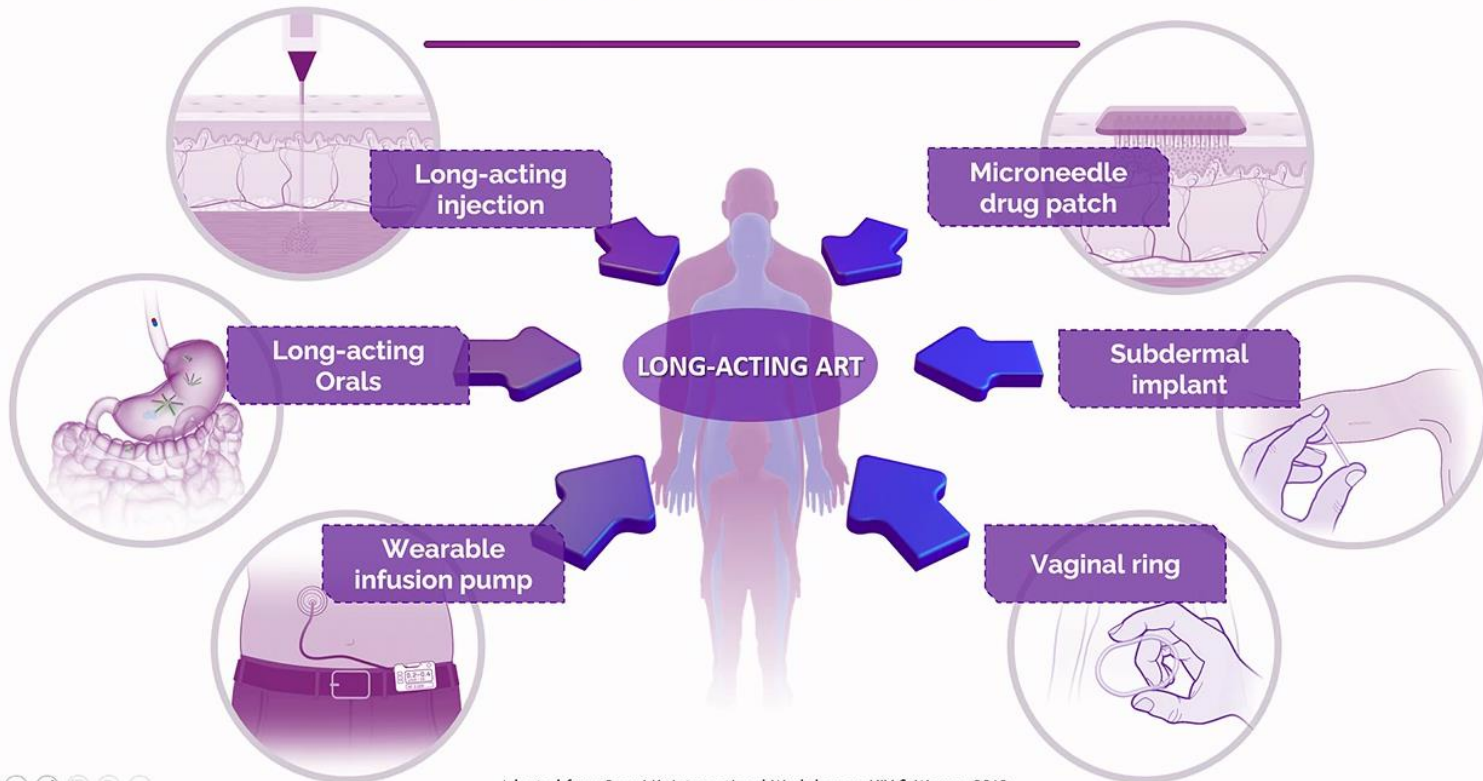 Long-acting
injection
Microneedle
drug patch
Long-acting
Orals
LONG-ACTING ART
Subdermal
implant
Wearable
infusion pump
Vaginal ring